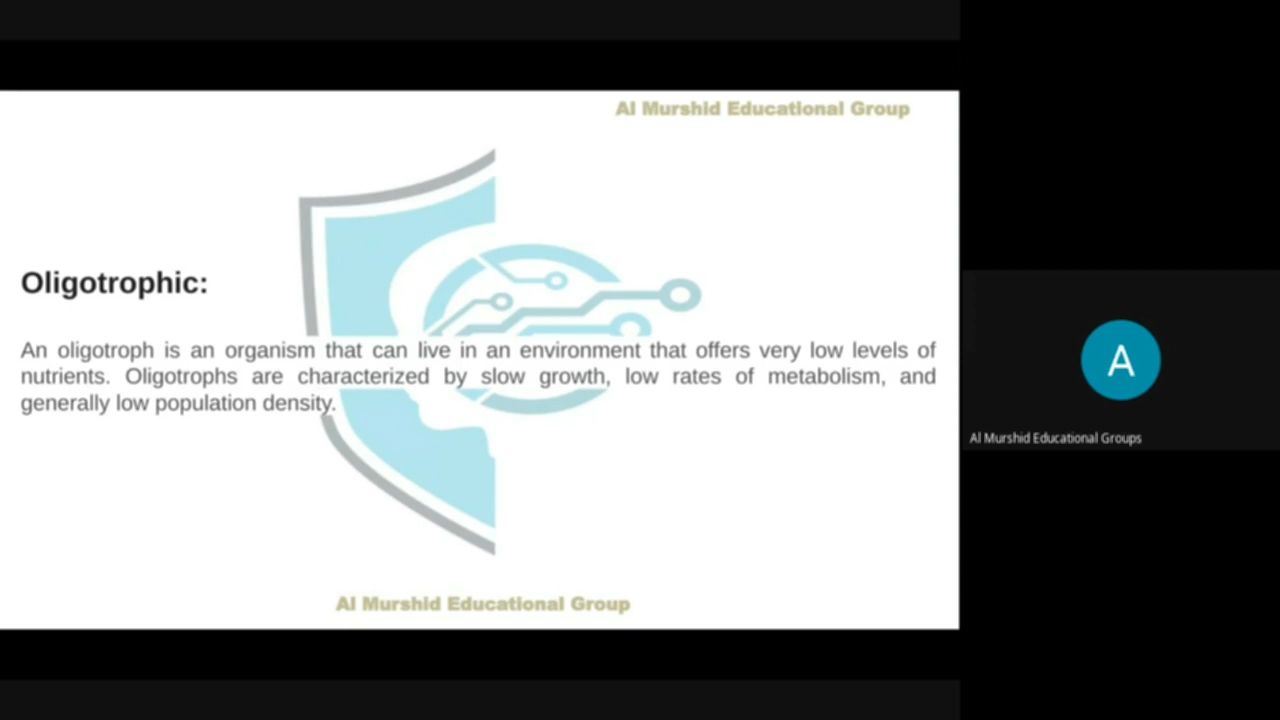 Al Murshid Educational Group
Oligotrophic:
An oligotroph is an organism that can live in an environment that offers very low levels of
nutrients. Oligotrophs are characterized by slow growth, low rates of metabolism, and
generally low population density.
Al Murshid Educational Group
A
Al Murshid Educational Groups